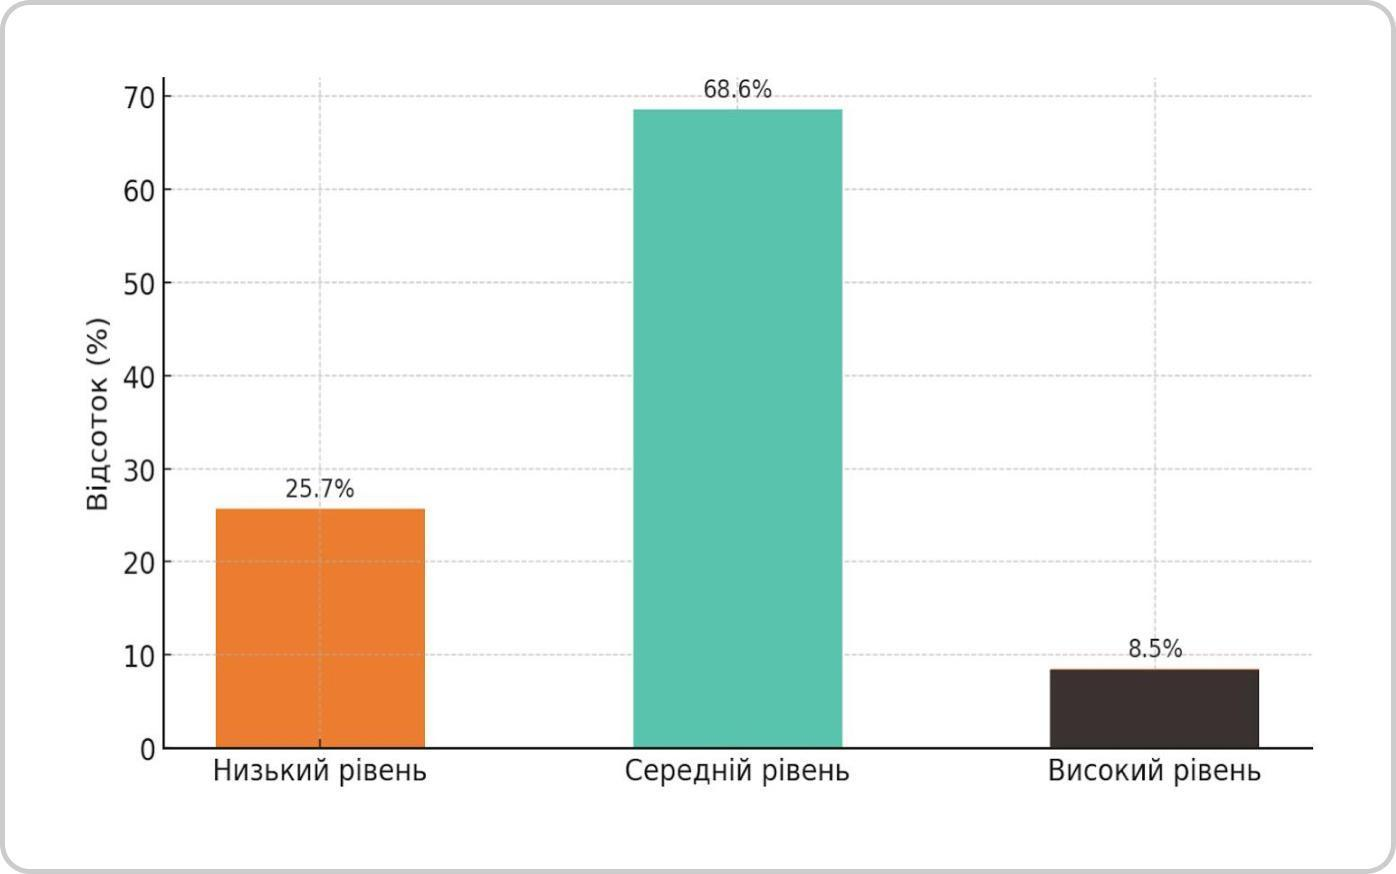 Відсоток (%)
70
60
50
40
30
20
10
0
68.6%
25.7%
8.5%
Низький рівень
Середній рівень
Високий рівень